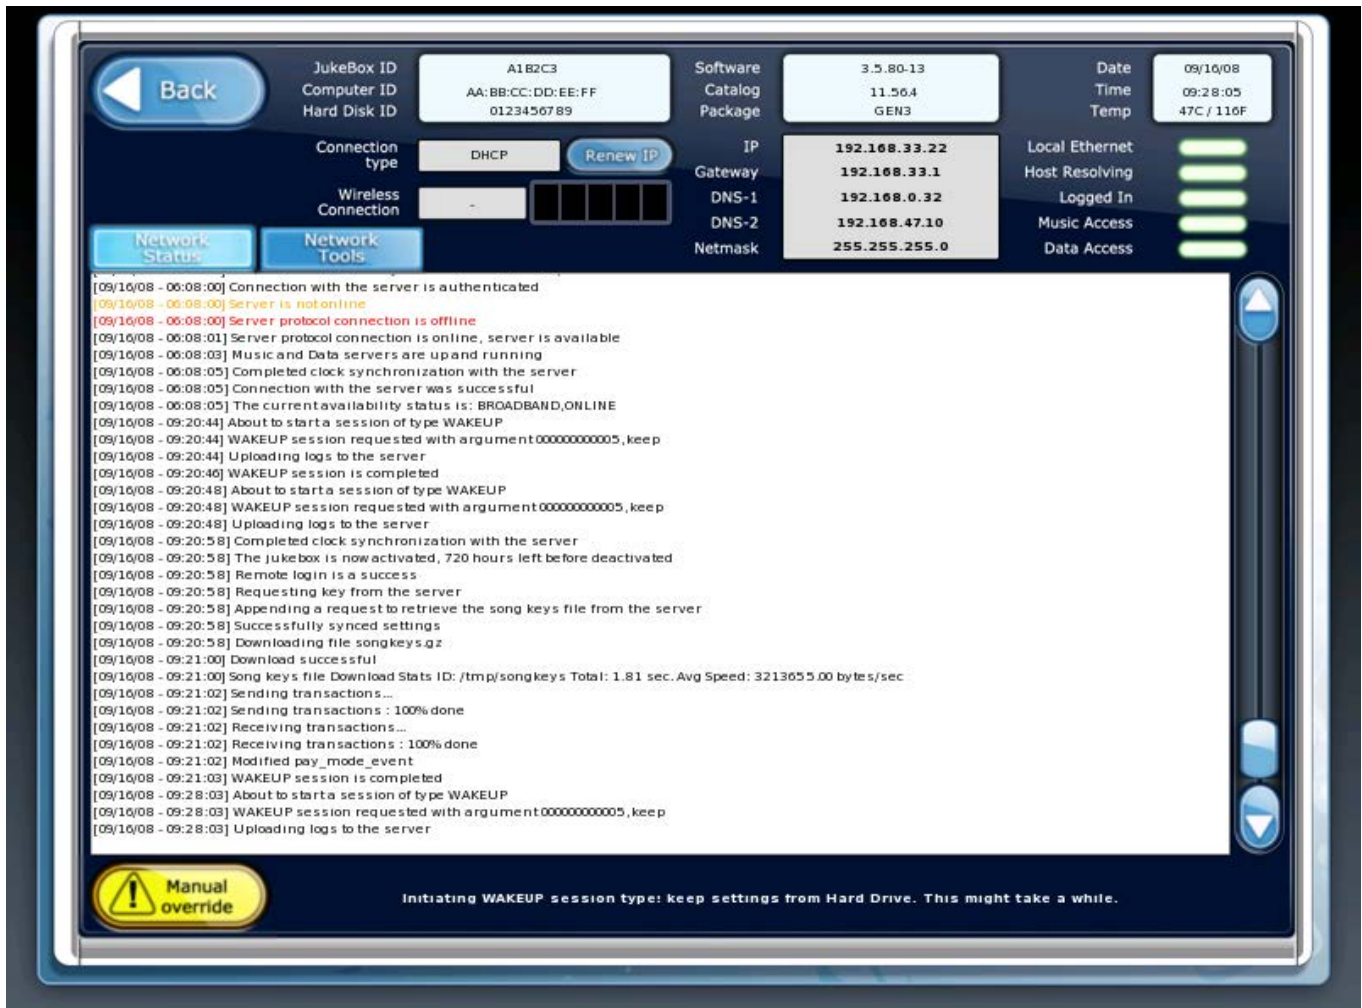 Back
JukeBox ID A1B2C3
Computer ID AA:BB:CC:DD:EE:FF
Hard Disk ID 0123456789
Software 3.5.80-13
Catalog 11.56.4
Package GEN3
Date 09/16/08
Time 09:28:05
Temp 47C / 116F
Connection type DHCP
Renew IP
Wireless Connection -
IP 192.168.33.22
Gateway 192.168.33.1
DNS-1 192.168.0.32
DNS-2 192.168.47.10
Netmask 255.255.255.0
Local Ethernet
Host Resolving
Logged In
Music Access
Data Access
Network Status
Network Tools
[09/16/08 - 06:08:00] Connection with the server is authenticated
[09/16/08 - 06:08:00] Server is not online
[09/16/08 - 06:08:00] Server protocol connection is offline
[09/16/08 - 06:08:01] Server protocol connection is online, server is available
[09/16/08 - 06:08:03] Music and Data servers are up and running
[09/16/08 - 06:08:05] Completed clock synchronization with the server
[09/16/08 - 06:08:05] Connection with the server was successful
[09/16/08 - 06:08:05] The current availability status is: BROADBAND,ONLINE
[09/16/08 - 09:20:44] About to start a session of type WAKEUP
[09/16/08 - 09:20:44] WAKEUP session requested with argument 00000000005,keep
[09/16/08 - 09:20:44] Uploading logs to the server
[09/16/08 - 09:20:46] WAKEUP session is completed
[09/16/08 - 09:20:48] About to start a session of type WAKEUP
[09/16/08 - 09:20:48] WAKEUP session requested with argument 00000000005,keep
[09/16/08 - 09:20:48] Uploading logs to the server
[09/16/08 - 09:20:58] Completed clock synchronization with the server
[09/16/08 - 09:20:58] The jukebox is now activated, 720 hours left before deactivated
[09/16/08 - 09:20:58] Remote login is a success
[09/16/08 - 09:20:58] Requesting key from the server
[09/16/08 - 09:20:58] Appending a request to retrieve the song keys file from the server
[09/16/08 - 09:20:58] Successfully synced settings
[09/16/08 - 09:20:58] Downloading file songkeys.gz
[09/16/08 - 09:21:00] Download successful
[09/16/08 - 09:21:00] Song keys file Download Stats ID: /tmp/songkeys Total: 1.81 sec. Avg Speed: 3213655.00 bytes/sec
[09/16/08 - 09:21:02] Sending transactions...
[09/16/08 - 09:21:02] Sending transactions : 100% done
[09/16/08 - 09:21:02] Receiving transactions...
[09/16/08 - 09:21:02] Receiving transactions : 100% done
[09/16/08 - 09:21:02] Modified pay_mode_event
[09/16/08 - 09:21:03] WAKEUP session is completed
[09/16/08 - 09:28:03] About to start a session of type WAKEUP
[09/16/08 - 09:28:03] WAKEUP session requested with argument 00000000005,keep
[09/16/08 - 09:28:03] Uploading logs to the server
Manual override
Initiating WAKEUP session type: keep settings from Hard Drive. This might take a while.